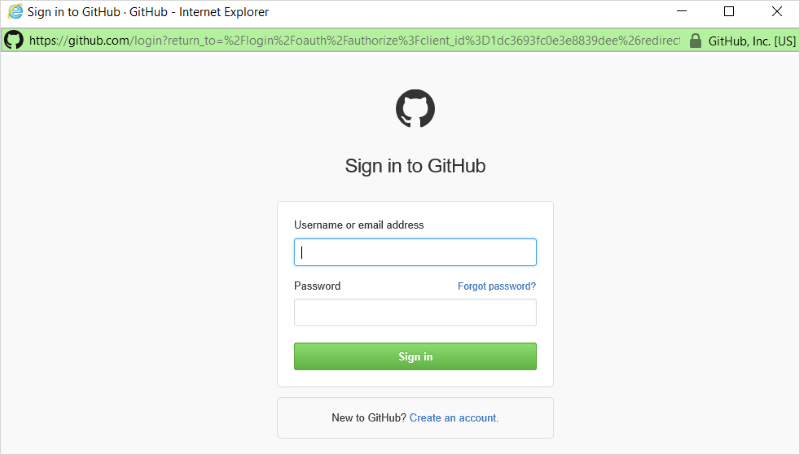 Sign in to GitHub · GitHub - Internet Explorer
https://github.com/login?return_to=%2Flogin%2Foauth%2Fauthorize%3Fclient_id%3D1dc3693fc0e3e8839dee%26redirect GitHub, Inc. [US]
Sign in to GitHub
Username or email address
Password Forgot password?
Sign in
New to GitHub? Create an account.